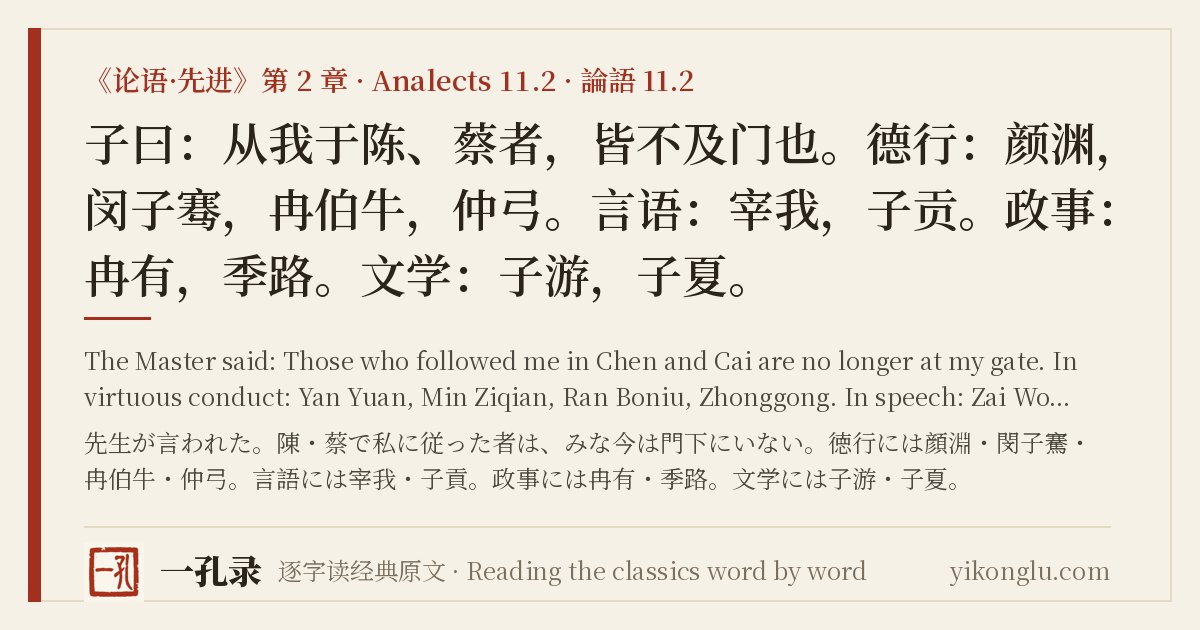 《论语·先进》第 2 章 · Analects 11.2 · 論語 11.2
子曰：从我于陈、蔡者，皆不及门也。德行：颜渊，
闵子骞，冉伯牛，仲弓。言语：宰我，子贡。政事：
冉有，季路。文学：子游，子夏。
The Master said: Those who followed me in Chen and Cai are no longer at my gate. In
virtuous conduct: Yan Yuan, Min Ziqian, Ran Boniu, Zhonggong. In speech: Zai Wo...
先生が言われた。陳・蔡で私に従った者は、みな今は門下にいない。徳行には顔淵・閔子騫・
冉伯牛・仲弓。言語には宰我・子貢。政事には冉有・季路。文学には子游・子夏。
一孔
一孔录 逐字读经典原文 · Reading the classics word by word yikonglu.com